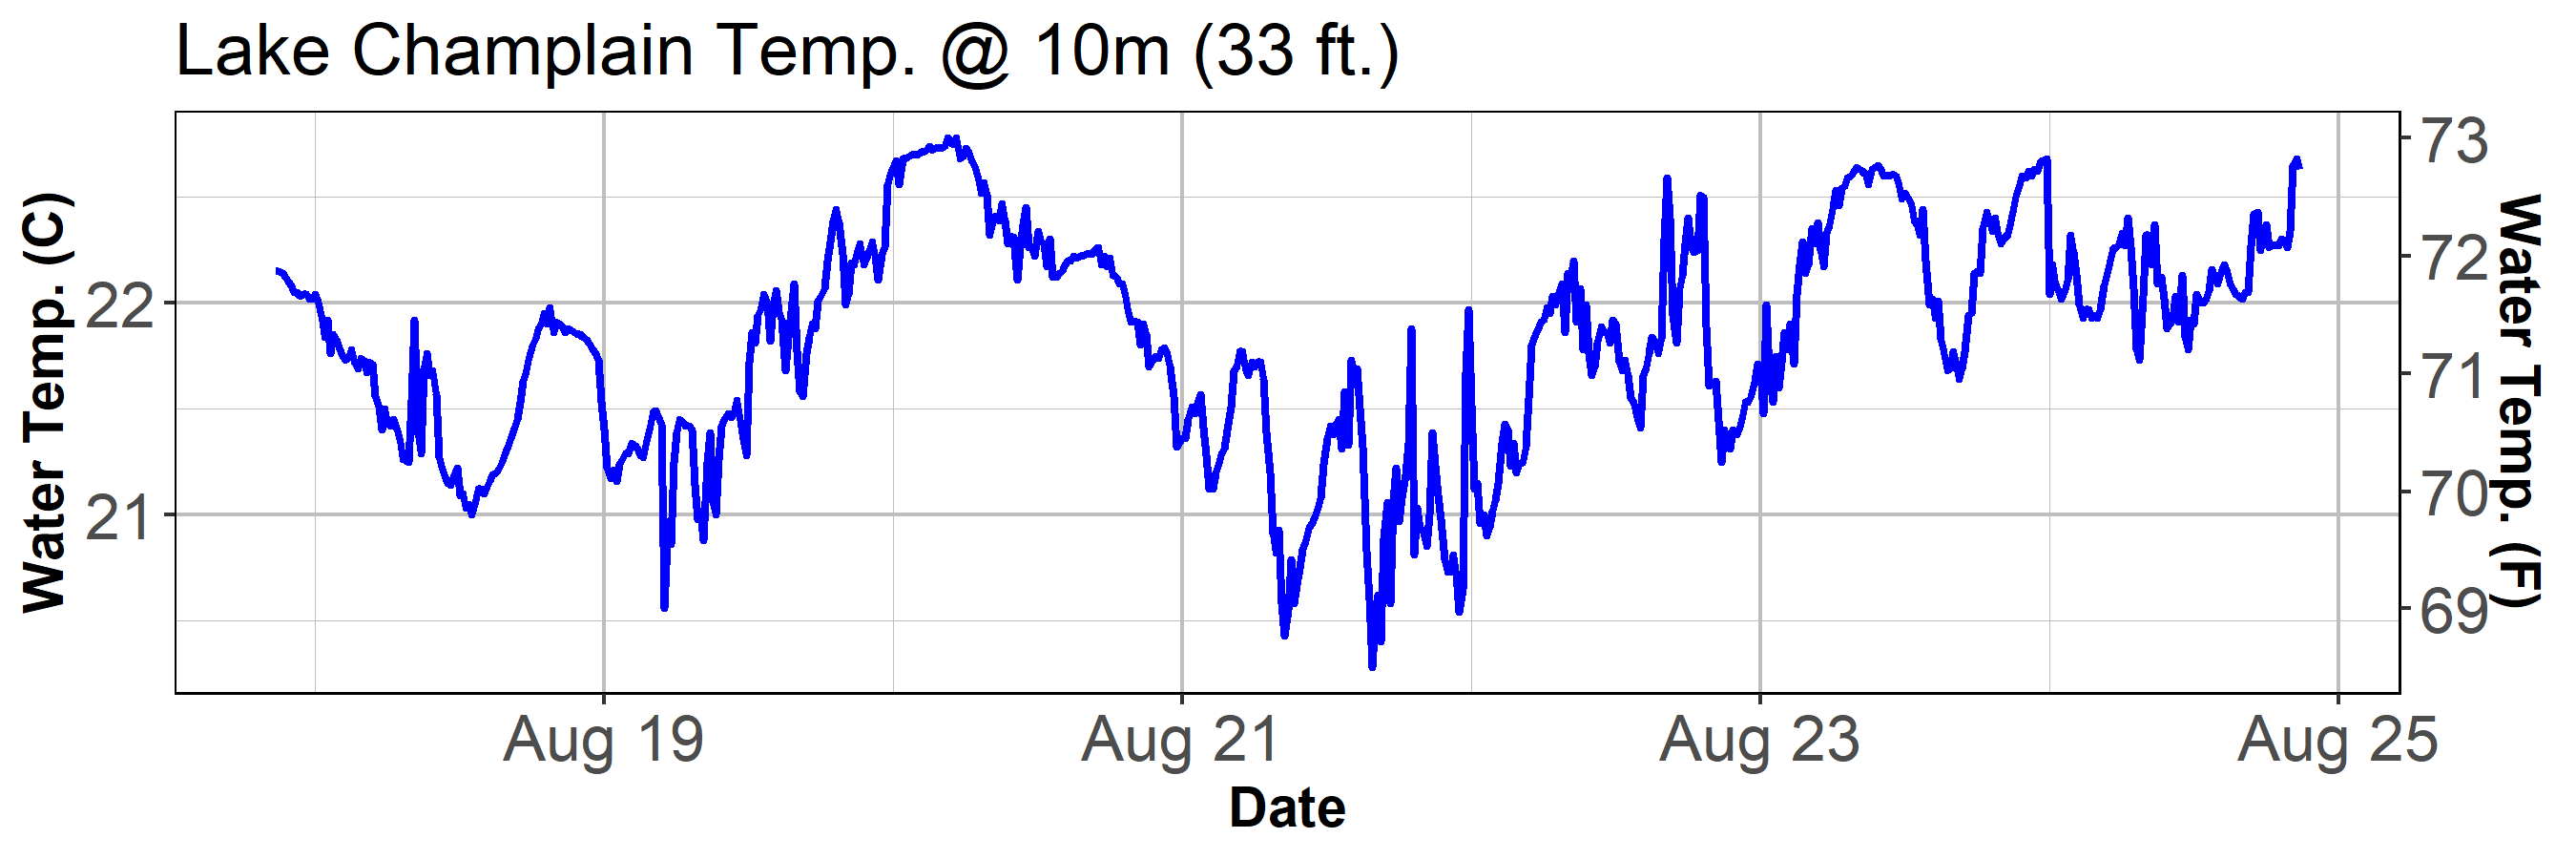 Lake Champlain Temp. @ 10m (33 ft.)
Water Temp. (C)
22
21
73
72
71
70
69
Water Temp. (F)
Aug 19
Aug 21
Aug 23
Aug 25
Date